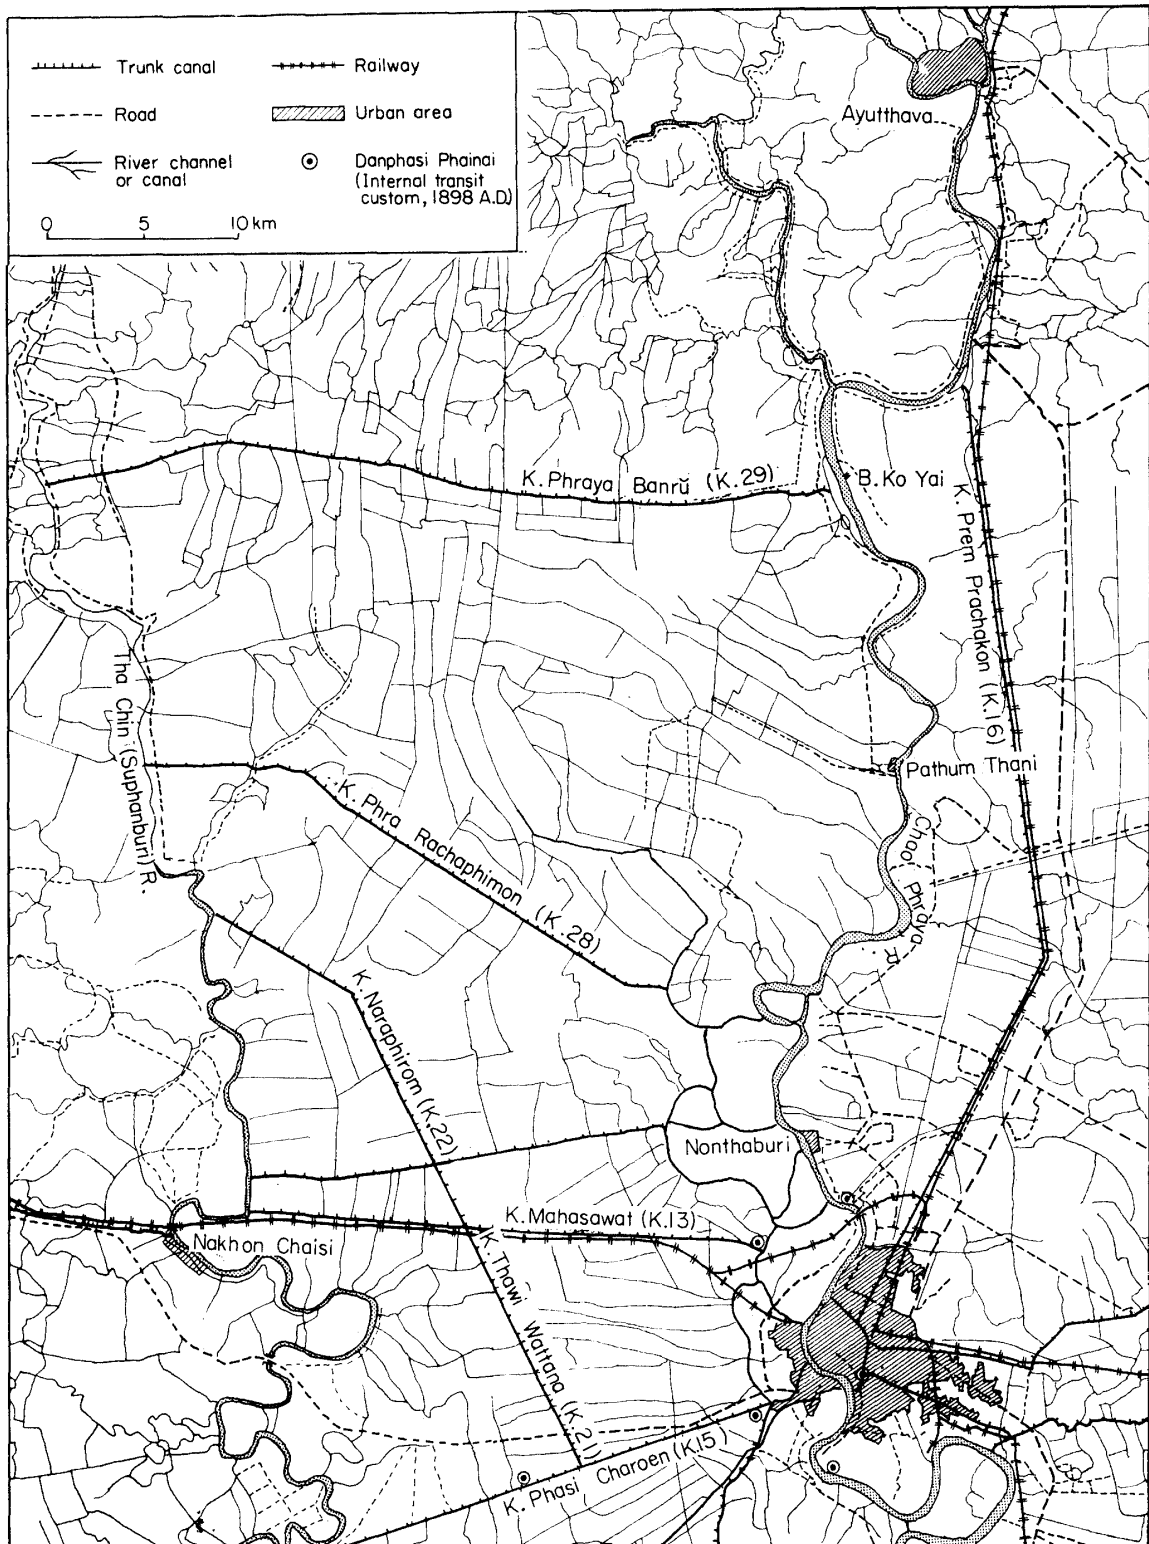 Trunk canal
Railway
Road
Urban area
River channel
or canal
Danphasi Phainai
(Internal transit
custom, 1898 A.D.)
0 5 10 km
Ayutthava
K. Phraya Banrŭ (K.29)
B. Ko Yai
K. Prem Prachakon (K.16)
Tha Chin (Suphanburi) R.
Pathum Thani
K. Phra Rachaphimon (K.28)
Chao Phraya R.
K. Naraphirom (K.22)
Nonthaburi
K. Mahasawat (K.13)
Nakhon Chaisi
K. Thawi Wattana (K.21)
K. Phasi Charoen (K.15)